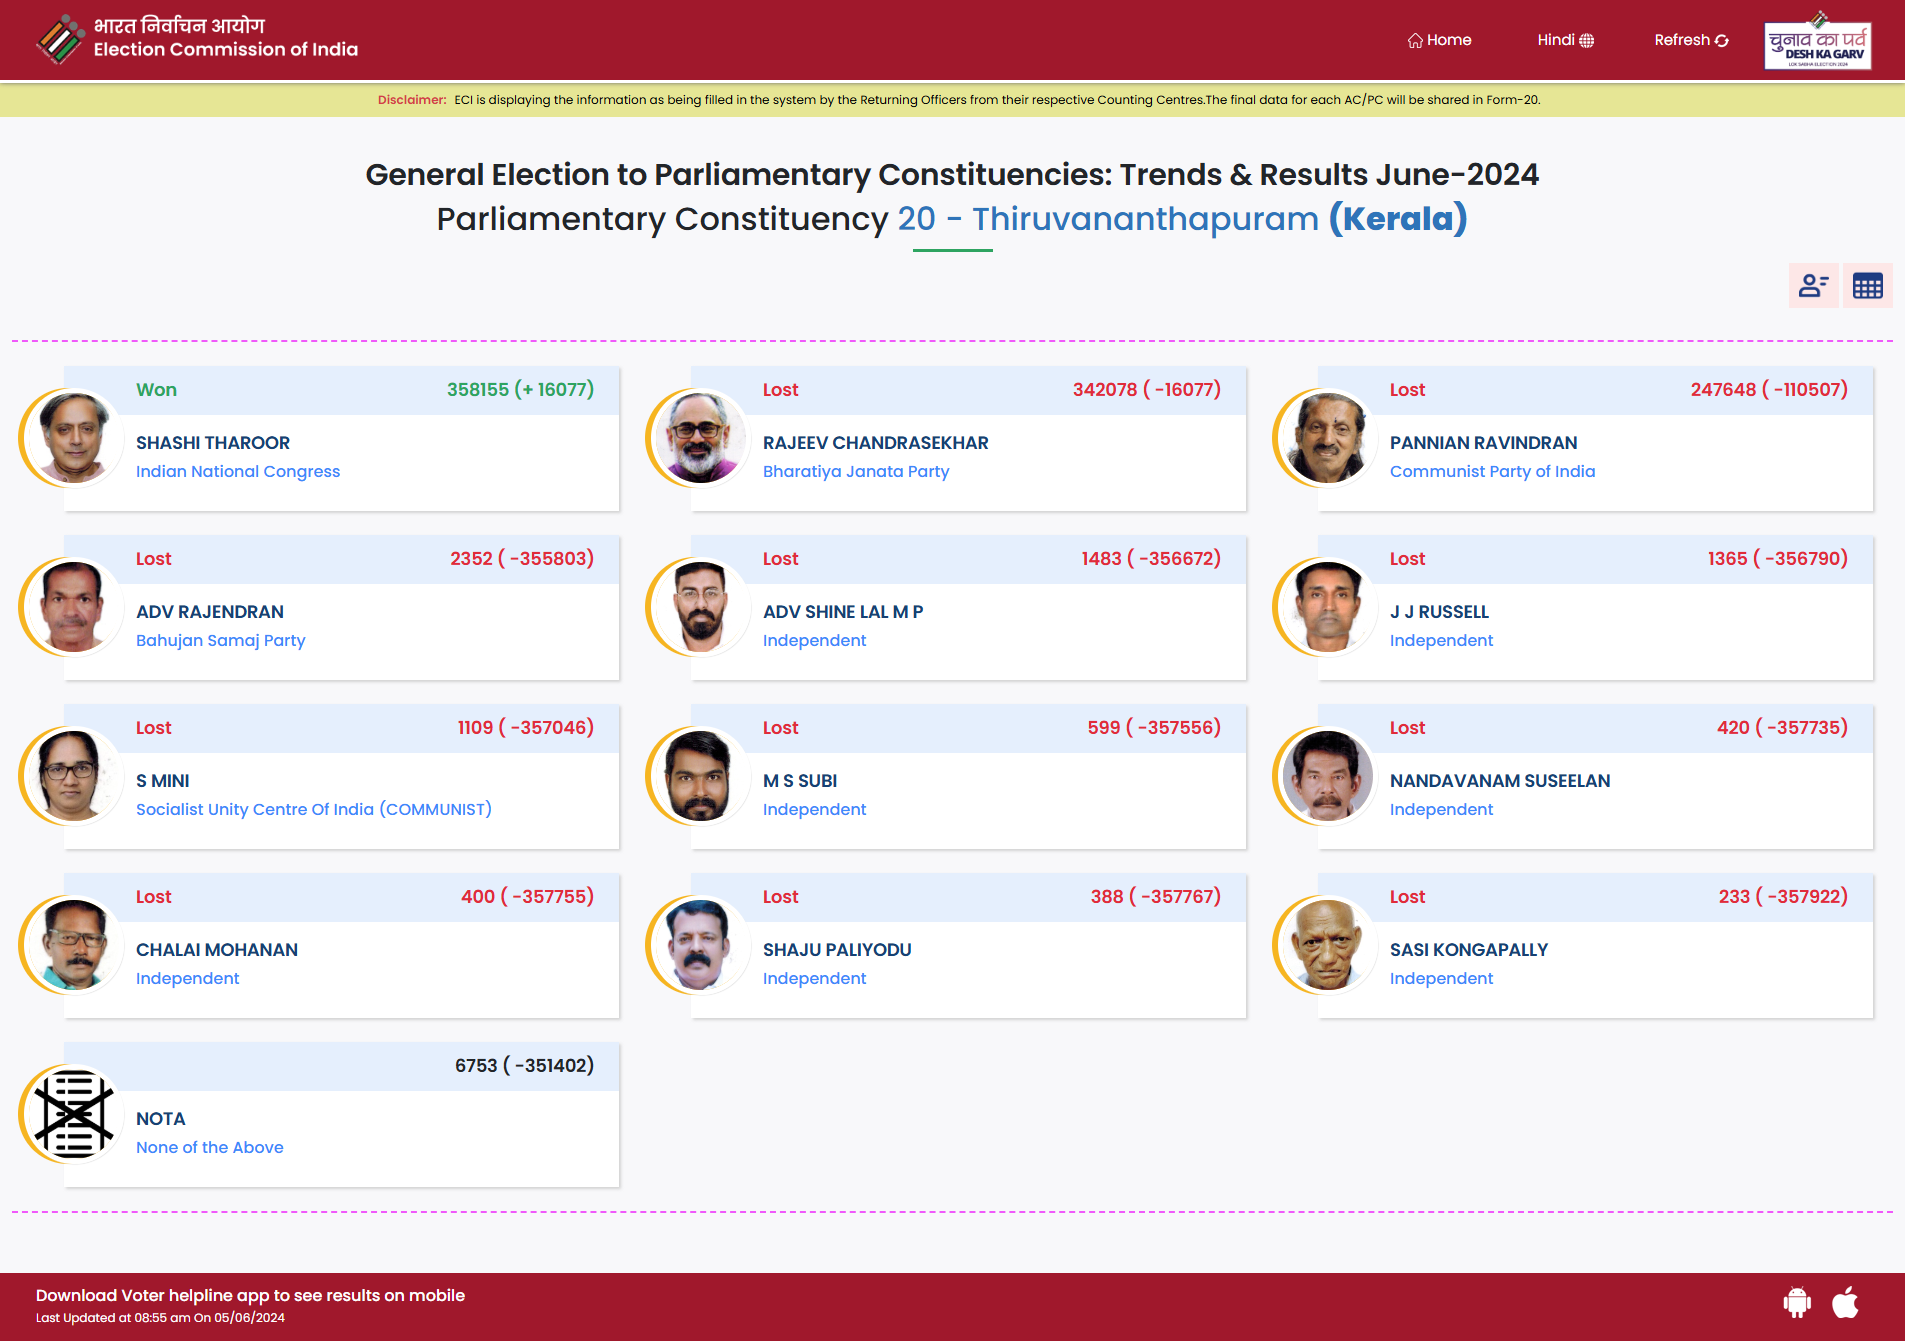 भारत निर्वाचन आयोग
Election Commission of India
Home
Hindi
Refresh
चुनाव का पर्व
DESH KA GARV
LOK SABHA ELECTION 2024
Disclaimer: ECI is displaying the information as being filled in the system by the Returning Officers from their respective Counting Centres.The final data for each AC/PC will be shared in Form-20.
General Election to Parliamentary Constituencies: Trends & Results June-2024
Parliamentary Constituency 20 - Thiruvananthapuram (Kerala)
Won 358155 (+ 16077)
SHASHI THAROOR
Indian National Congress
Lost 342078 ( -16077)
RAJEEV CHANDRASEKHAR
Bharatiya Janata Party
Lost 247648 ( -110507)
PANNIAN RAVINDRAN
Communist Party of India
Lost 2352 ( -355803)
ADV RAJENDRAN
Bahujan Samaj Party
Lost 1483 ( -356672)
ADV SHINE LAL M P
Independent
Lost 1365 ( -356790)
J J RUSSELL
Independent
Lost 1109 ( -357046)
S MINI
Socialist Unity Centre Of India (COMMUNIST)
Lost 599 ( -357556)
M S SUBI
Independent
Lost 420 ( -357735)
NANDAVANAM SUSEELAN
Independent
Lost 400 ( -357755)
CHALAI MOHANAN
Independent
Lost 388 ( -357767)
SHAJU PALIYODU
Independent
Lost 233 ( -357922)
SASI KONGAPALLY
Independent
6753 ( -351402)
NOTA
None of the Above
Download Voter helpline app to see results on mobile
Last Updated at 08:55 am On 05/06/2024